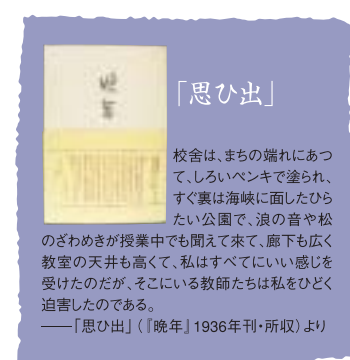 晩年
「思ひ出」
校舎は、まちの端れにあつ
て、しろいペンキで塗られ、
すぐ裏は海峡に面したひら
たい公園で、浪の音や松
のざわめきが授業中でも聞えて来て、廊下も広く
教室の天井も高くて、私はすべてにいい感じを
受けたのだが、そこにいる教師たちは私をひどく
迫害したのである。
――「思ひ出」（『晩年』1936年刊・所収）より